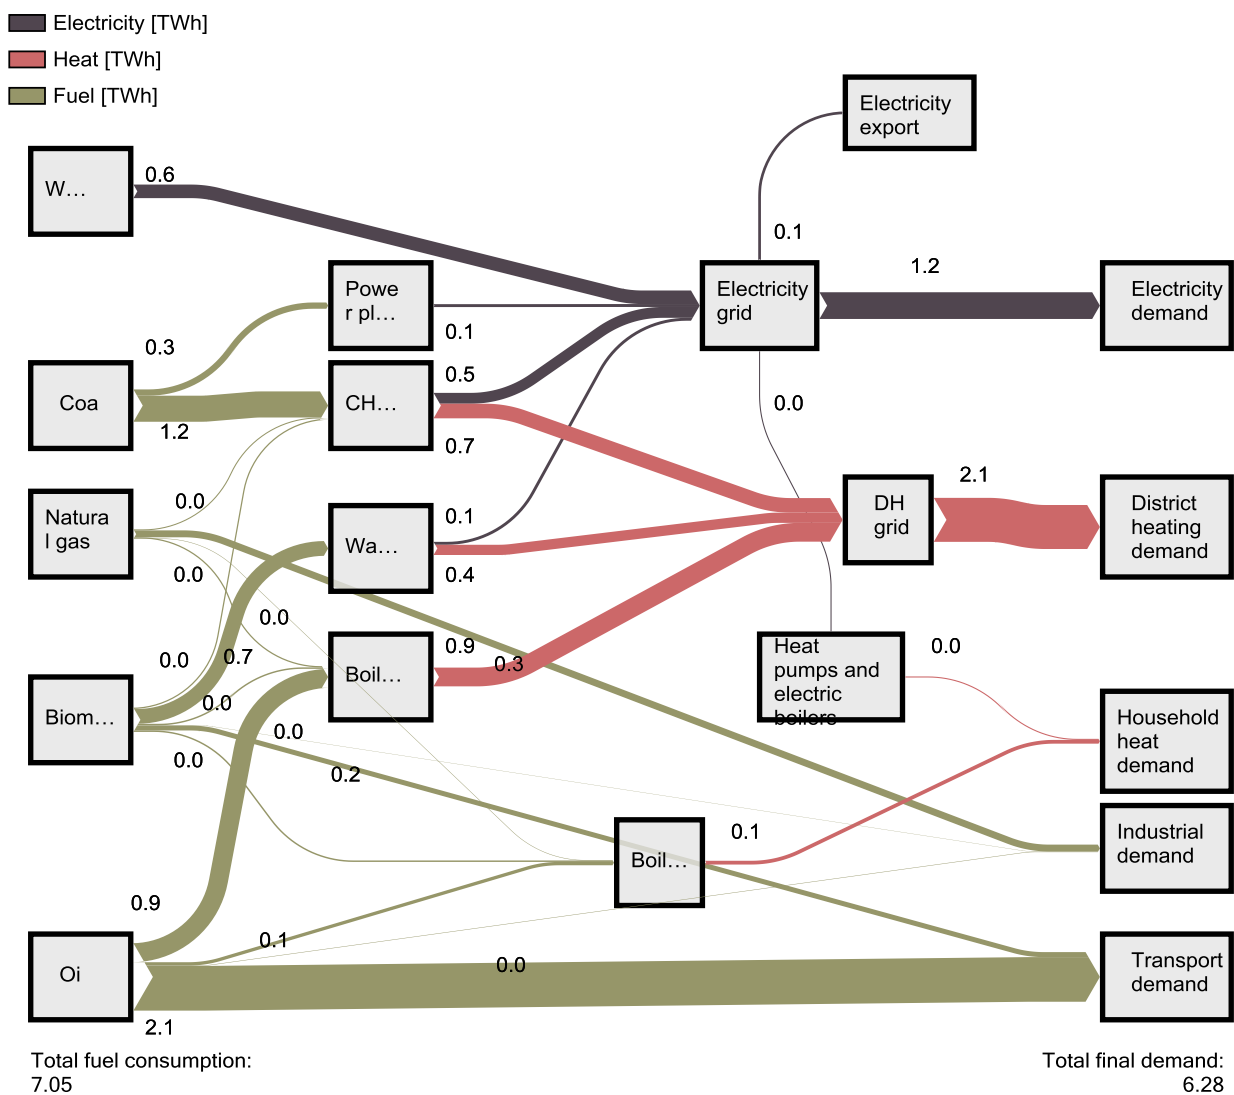 Electricity [TWh]
Heat [TWh]
Fuel [TWh]
Electricity
export
W…
0.6
0.1
1.2
Powe
r pl…
Electricity
grid
Electricity
demand
0.1
0.3
0.5
Coa
CH…
0.0
1.2
0.7
2.1
0.0
Natura
l gas
0.1
DH
grid
District
heating
demand
Wa…
0.0
0.4
0.0
0.9
0.3
0.0
0.7
Boil…
Heat
pumps and
electric
boilers
0.0
Biom…
0.0
0.0
0.0
0.2
Household
heat
demand
0.1
Boil…
Industrial
demand
0.9
0.1
0.0
Oi
Transport
demand
2.1
Total fuel consumption:
7.05
Total final demand:
6.28